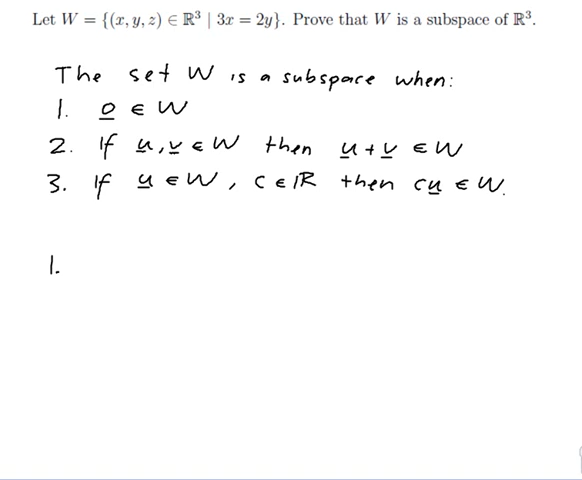 Let W = {(x, y, z) ∈ ℝ³ | 3x = 2y}. Prove that W is a subspace of ℝ³.
The set W is a subspace when:
1. 0 ∈ W
2. If u, v ∈ W then u + v ∈ W
3. If u ∈ W, c ∈ ℝ then cu ∈ W.
1.